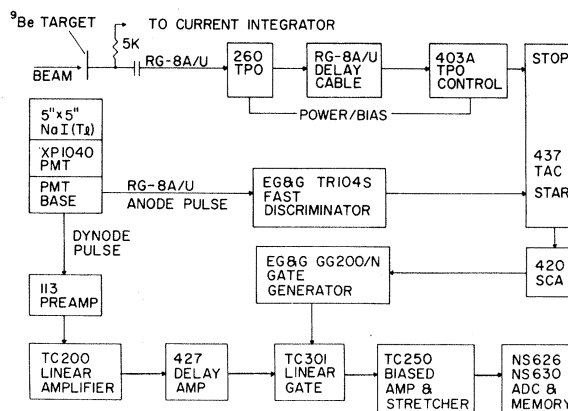 ⁹Be TARGET
TO CURRENT INTEGRATOR
5K
BEAM
RG-8A/U
260
TPO
RG-8A/U
DELAY
CABLE
403A
TPO
CONTROL
STOP
POWER/BIAS
5"x5"
NaI(Tℓ)
XP1040
PMT
PMT
BASE
RG-8A/U
ANODE PULSE
EG&G TR104S
FAST
DISCRIMINATOR
437
TAC
STAR
DYNODE
PULSE
EG&G GG200/N
GATE
GENERATOR
420
SCA
113
PREAMP
TC200
LINEAR
AMPLIFIER
427
DELAY
AMP
TC301
LINEAR
GATE
TC250
BIASED
AMP &
STRETCHER
NS626
NS630
ADC &
MEMORY